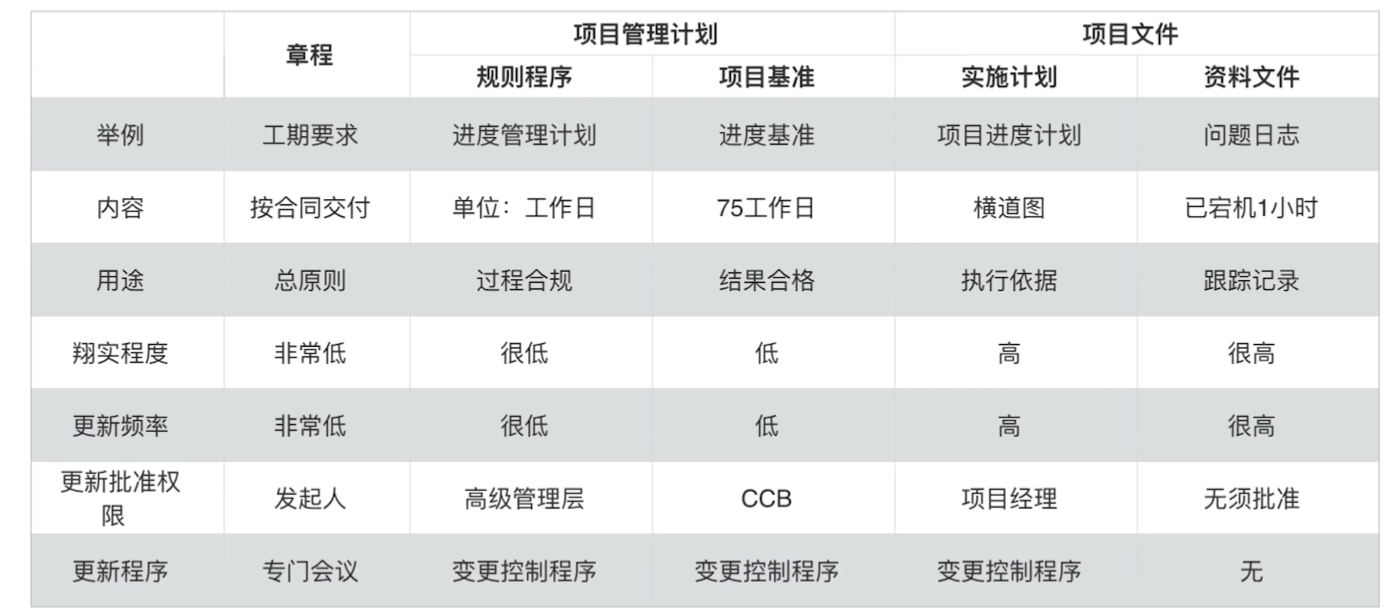 项目管理计划 项目文件
章程
规则程序 项目基准 实施计划 资料文件
举例 工期要求 进度管理计划 进度基准 项目进度计划 问题日志
内容 按合同交付 单位：工作日 75工作日 横道图 已宕机1小时
用途 总原则 过程合规 结果合格 执行依据 跟踪记录
翔实程度 非常低 很低 低 高 很高
更新频率 非常低 很低 低 高 很高
更新批准权
限 发起人 高级管理层 CCB 项目经理 无须批准
更新程序 专门会议 变更控制程序 变更控制程序 变更控制程序 无